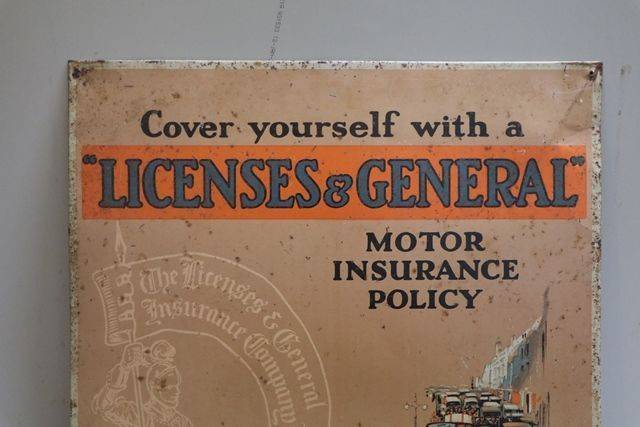 Cover yourself with a
"LICENSES & GENERAL"
MOTOR
INSURANCE
POLICY
The Licenses & General
Insurance Company